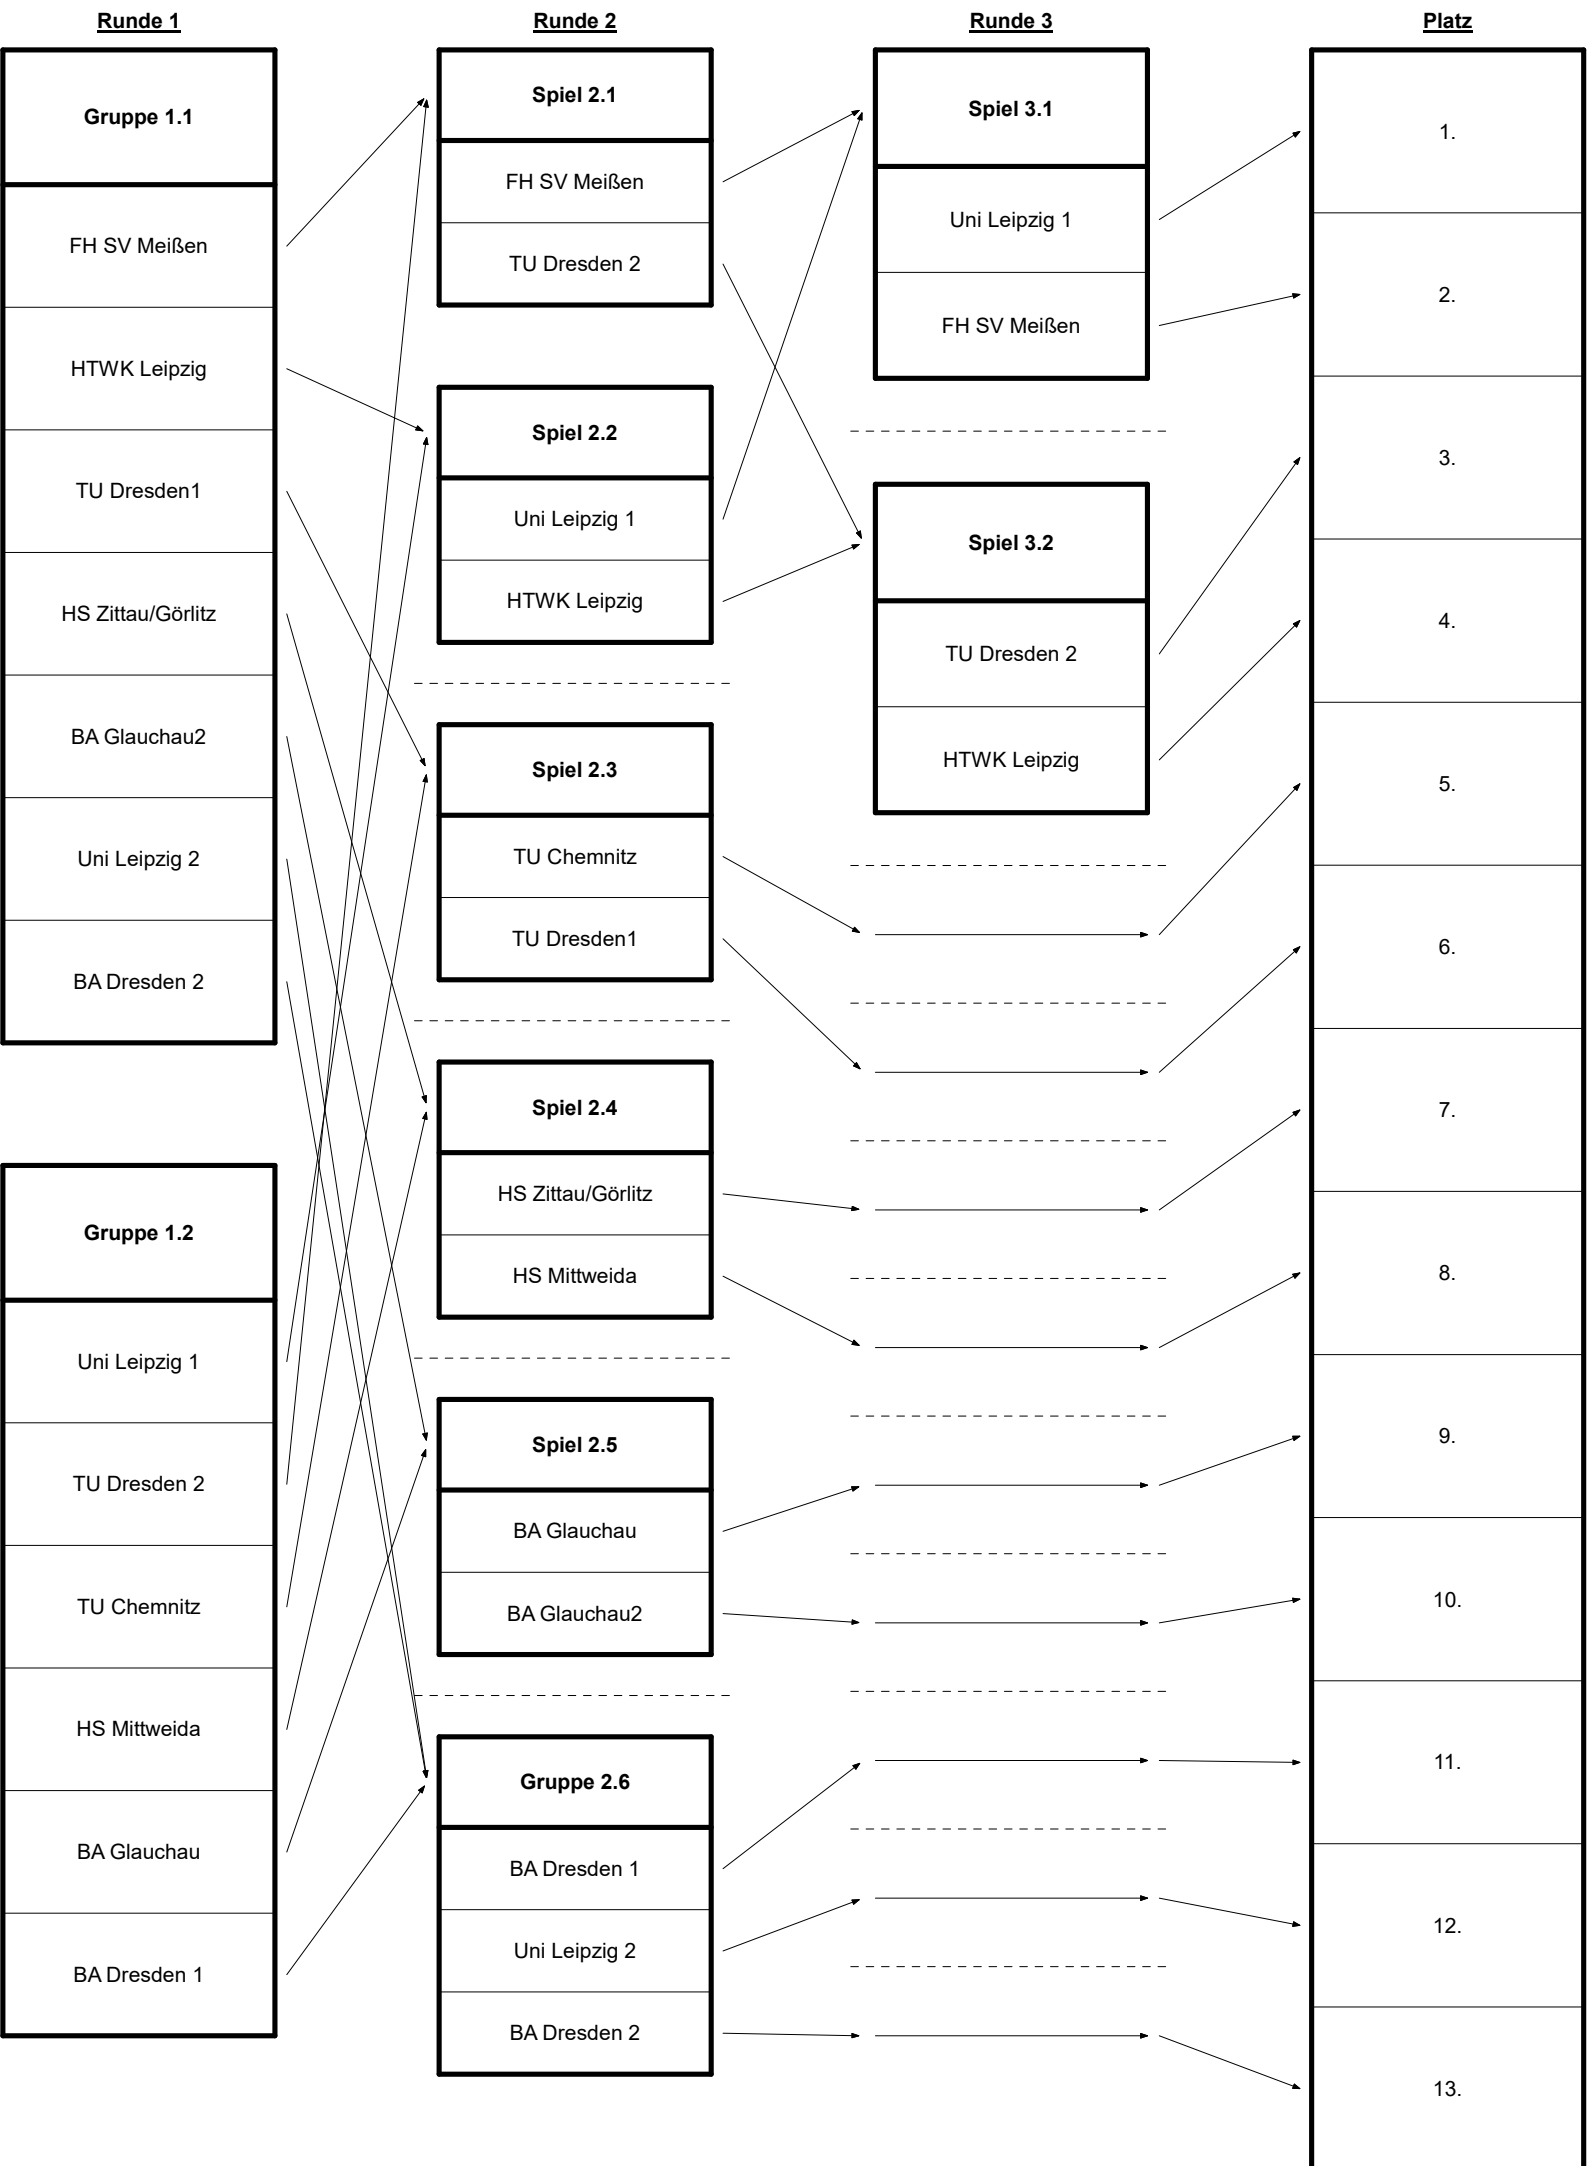 Runde 1
Runde 2
Runde 3
Platz
Gruppe 1.1
FH SV Meißen
HTWK Leipzig
TU Dresden1
HS Zittau/Görlitz
BA Glauchau2
Uni Leipzig 2
BA Dresden 2
Gruppe 1.2
Uni Leipzig 1
TU Dresden 2
TU Chemnitz
HS Mittweida
BA Glauchau
BA Dresden 1
Spiel 2.1
FH SV Meißen
TU Dresden 2
Spiel 2.2
Uni Leipzig 1
HTWK Leipzig
Spiel 2.3
TU Chemnitz
TU Dresden1
Spiel 2.4
HS Zittau/Görlitz
HS Mittweida
Spiel 2.5
BA Glauchau
BA Glauchau2
Gruppe 2.6
BA Dresden 1
Uni Leipzig 2
BA Dresden 2
Spiel 3.1
Uni Leipzig 1
FH SV Meißen
Spiel 3.2
TU Dresden 2
HTWK Leipzig
1.
2.
3.
4.
5.
6.
7.
8.
9.
10.
11.
12.
13.